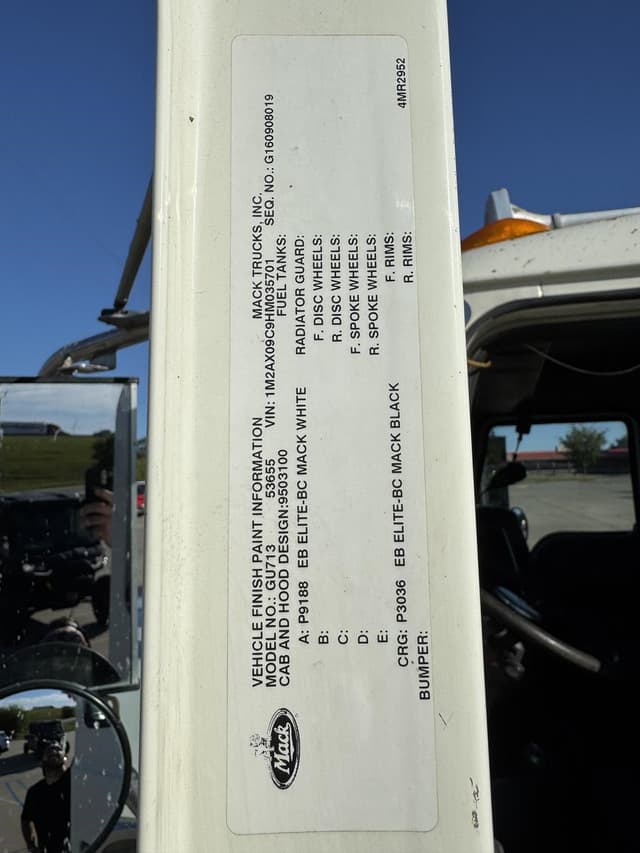 Mack
VEHICLE FINISH PAINT INFORMATION MACK TRUCKS, INC.
MODEL NO.: GU713 53655 VIN: 1M2AX09C9HM035701 SEQ. NO.: G160908019
CAB AND HOOD DESIGN:9503100 FUEL TANKS:
A: P9188 EB ELITE-BC MACK WHITE RADIATOR GUARD:
B: F. DISC WHEELS:
C: R. DISC WHEELS:
D: F. SPOKE WHEELS:
E: R. SPOKE WHEELS:
CRG: P3036 EB ELITE-BC MACK BLACK F. RIMS:
BUMPER: R. RIMS:
4MR2952